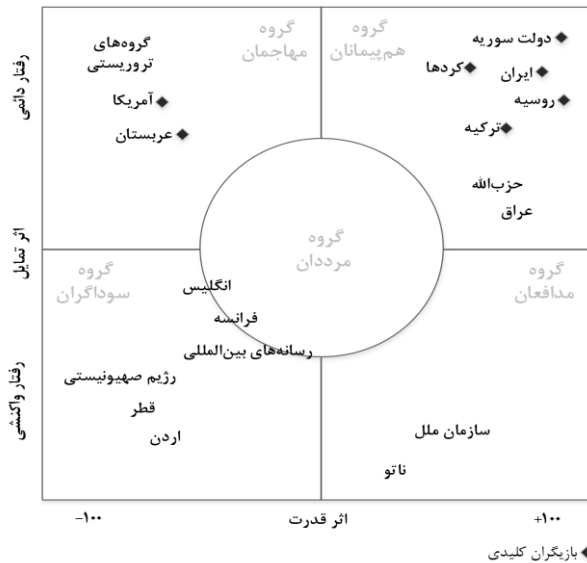 گروه
هم‌پیمانان
دولت سوریه
کردها
ایران
روسیه
ترکیه
حزب‌الله
عراق
گروه
مهاجمان
گروه‌های
تروریستی
آمریکا
عربستان
گروه
مرددان
گروه
مدافعان
سازمان ملل
ناتو
گروه
سوداگران
انگلیس
فرانسه
رسانه‌های بین‌المللی
رژیم صهیونیستی
قطر
اردن
رفتار دائمی
اثر تمایل
رفتار واکنشی
+۱۰۰
اثر قدرت
-۱۰۰
بازیگران کلیدی